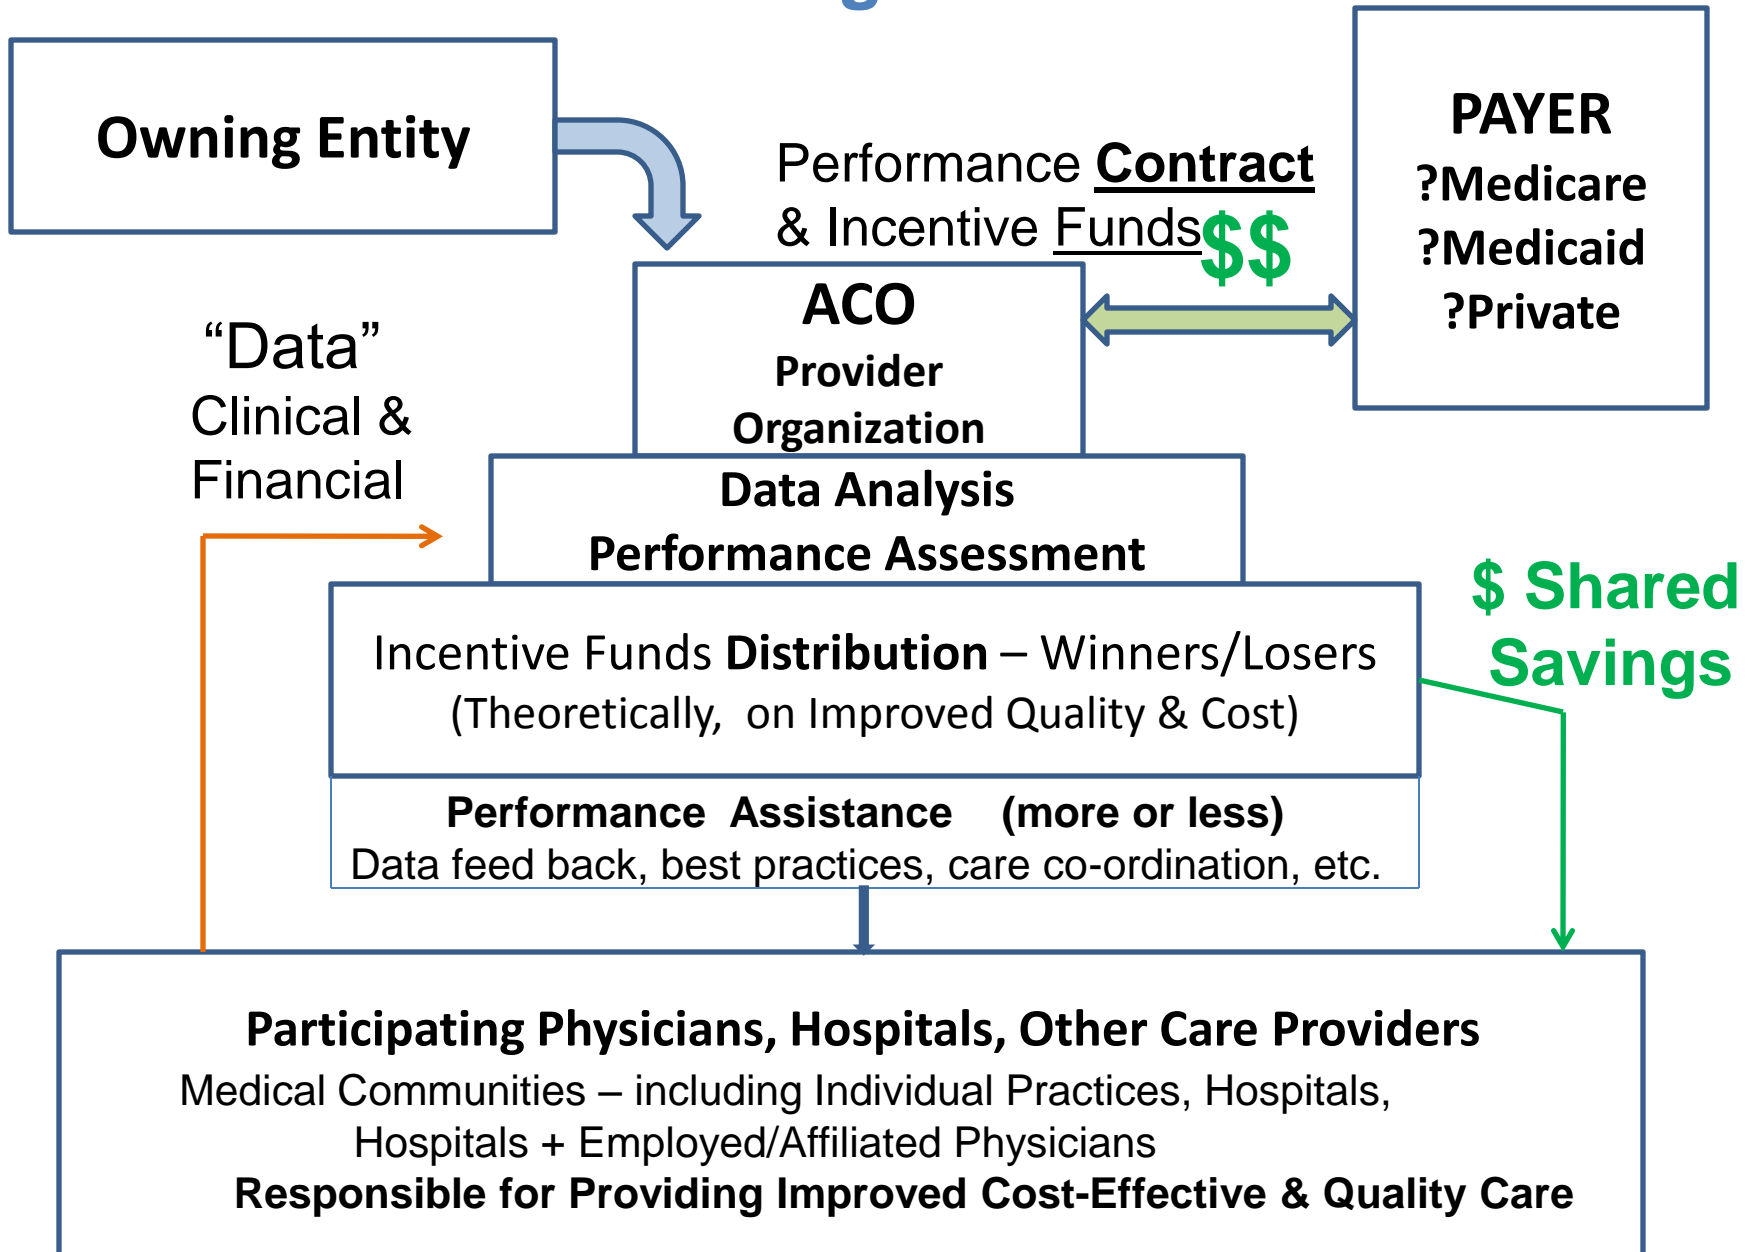 Owning Entity
PAYER
?Medicare
?Medicaid
?Private
Performance Contract
& Incentive Funds
$$
ACO
Provider
Organization
“Data”
Clinical &
Financial
Data Analysis
Performance Assessment
$ Shared
Savings
Incentive Funds Distribution – Winners/Losers
(Theoretically, on Improved Quality & Cost)
Performance Assistance (more or less)
Data feed back, best practices, care co-ordination, etc.
Participating Physicians, Hospitals, Other Care Providers
Medical Communities – including Individual Practices, Hospitals,
Hospitals + Employed/Affiliated Physicians
Responsible for Providing Improved Cost-Effective & Quality Care